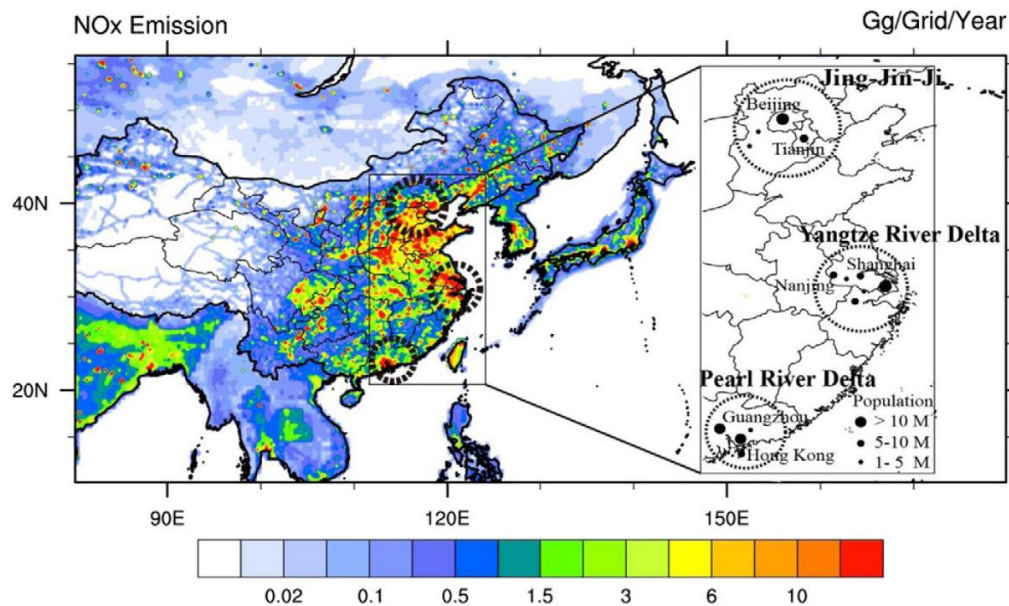 NOx Emission
Gg/Grid/Year
Jing-Jin-Ji
Beijing
Tianjin
40N
Yangtze River Delta
Shanghai
Nanjing
20N
Pearl River Delta
Guangzhou
Hong Kong
Population
> 10 M
5-10 M
1- 5 M
90E 120E 150E
0.02 0.1 0.5 1.5 3 6 10